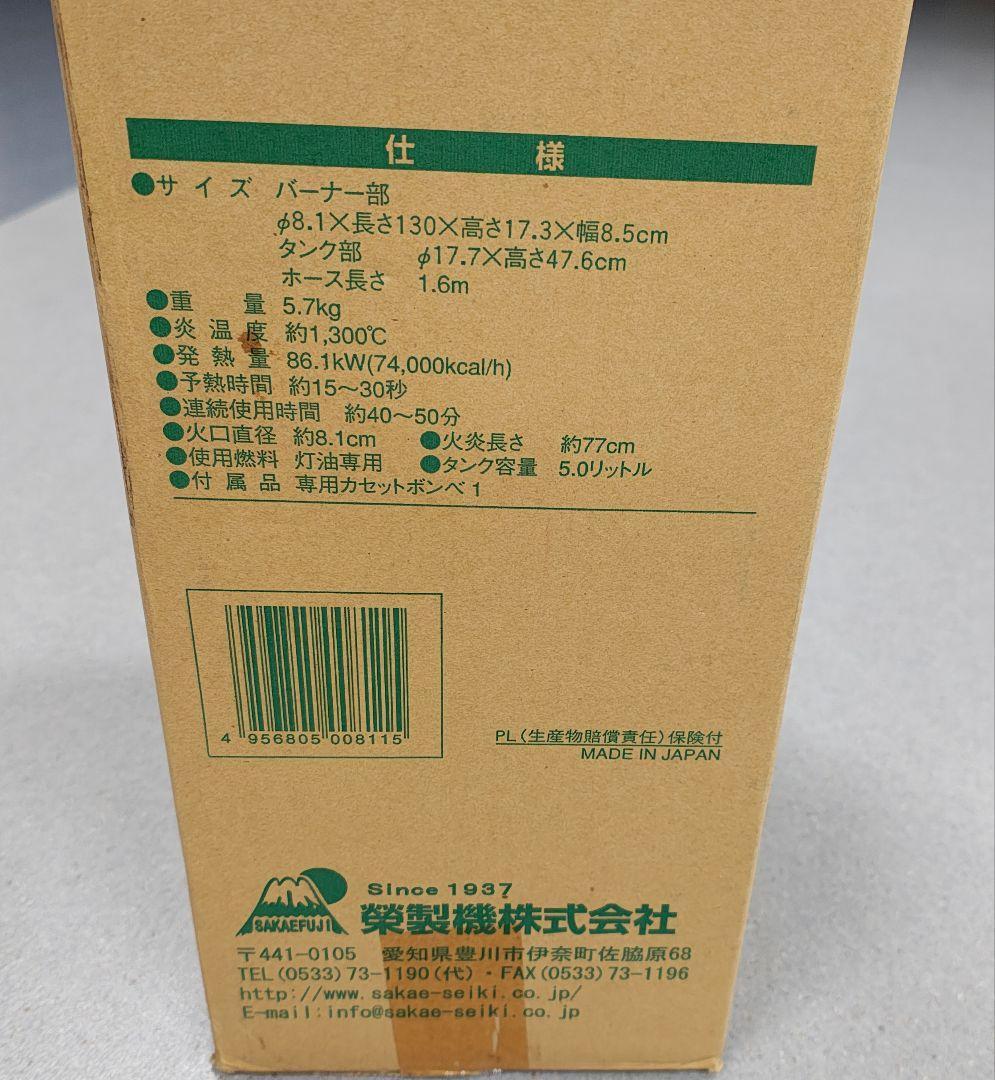 仕 様
●サイズ バーナー部
φ8.1×長さ130×高さ17.3×幅8.5cm
タンク部 φ17.7×高さ47.6cm
ホース長さ 1.6m
●重 量 5.7kg
●炎温度 約1,300℃
●発熱量 86.1kW(74,000kcal/h)
●予熱時間 約15～30秒
●連続使用時間 約40～50分
●火口直径 約8.1cm ●火炎長さ 約77cm
●使用燃料 灯油専用 ●タンク容量 5.0リットル
●付属品 専用カセットボンベ1
4 956805 008115
PL(生産物賠償責任)保険付
MADE IN JAPAN
SAKAEFUJI
Since 1937
榮製機株式会社
〒441-0105 愛知県豊川市伊奈町佐脇原68
TEL(0533)73-1190(代)・FAX(0533)73-1196
http://www.sakae-seiki.co.jp/
E-mail:info@sakae-seiki.co.jp